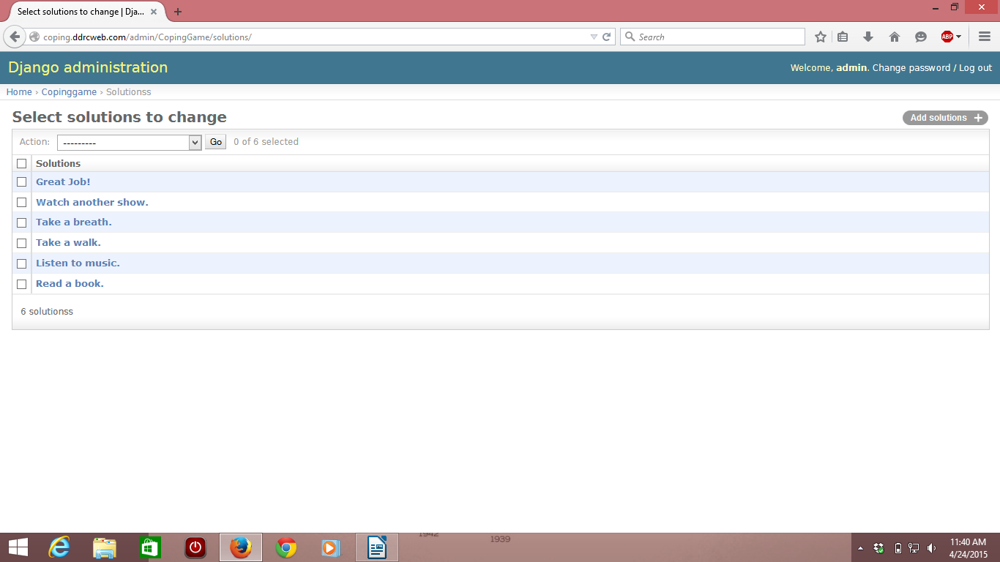 Select solutions to change | Dja...
coping.ddrcweb.com/admin/CopingGame/solutions/
Search
ABP
Django administration
Welcome, admin. Change password / Log out
Home › Copinggame › Solutionss
Select solutions to change
Add solutions +
Action: --------- Go 0 of 6 selected
Solutions
Great Job!
Watch another show.
Take a breath.
Take a walk.
Listen to music.
Read a book.
6 solutionss
1942
1939
11:40 AM
4/24/2015